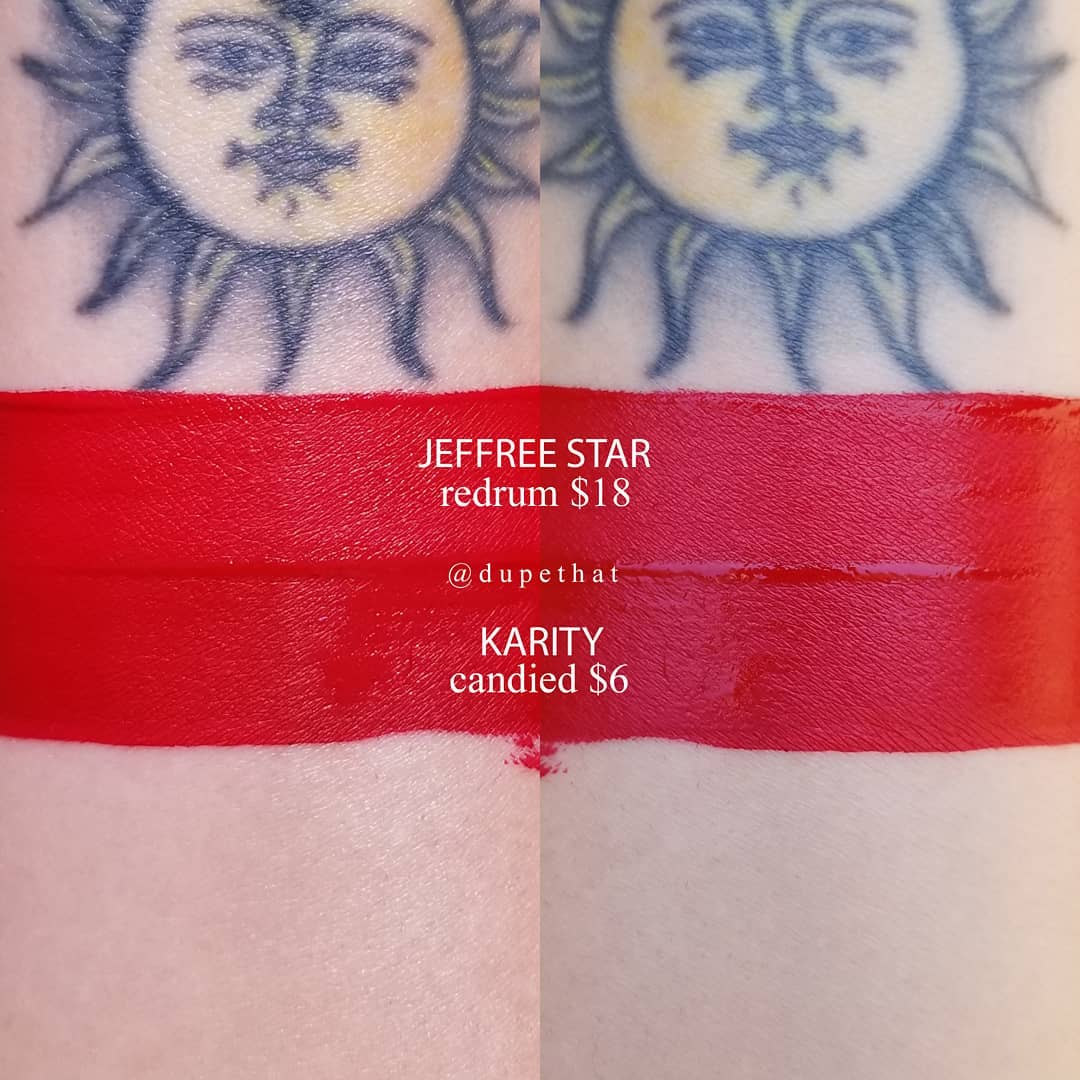 JEFFREE STAR
redrum $18
@dupethat
KARITY
candied $6